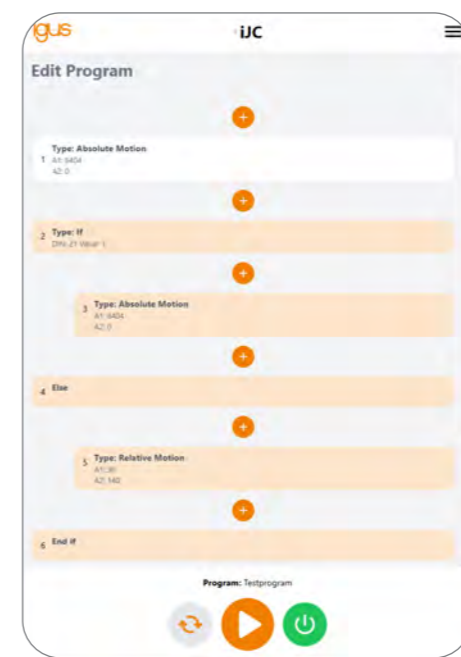 igus
iJC
Edit Program
Type: Absolute Motion
1 A1: 6404
A2: 0
2 Type: If
DIN: 21 Value: 1
3 Type: Absolute Motion
A1: 6404
A2: 0
4 Else
5 Type: Relative Motion
A1: 30
A2: 140
6 End if
Program: Testprogram